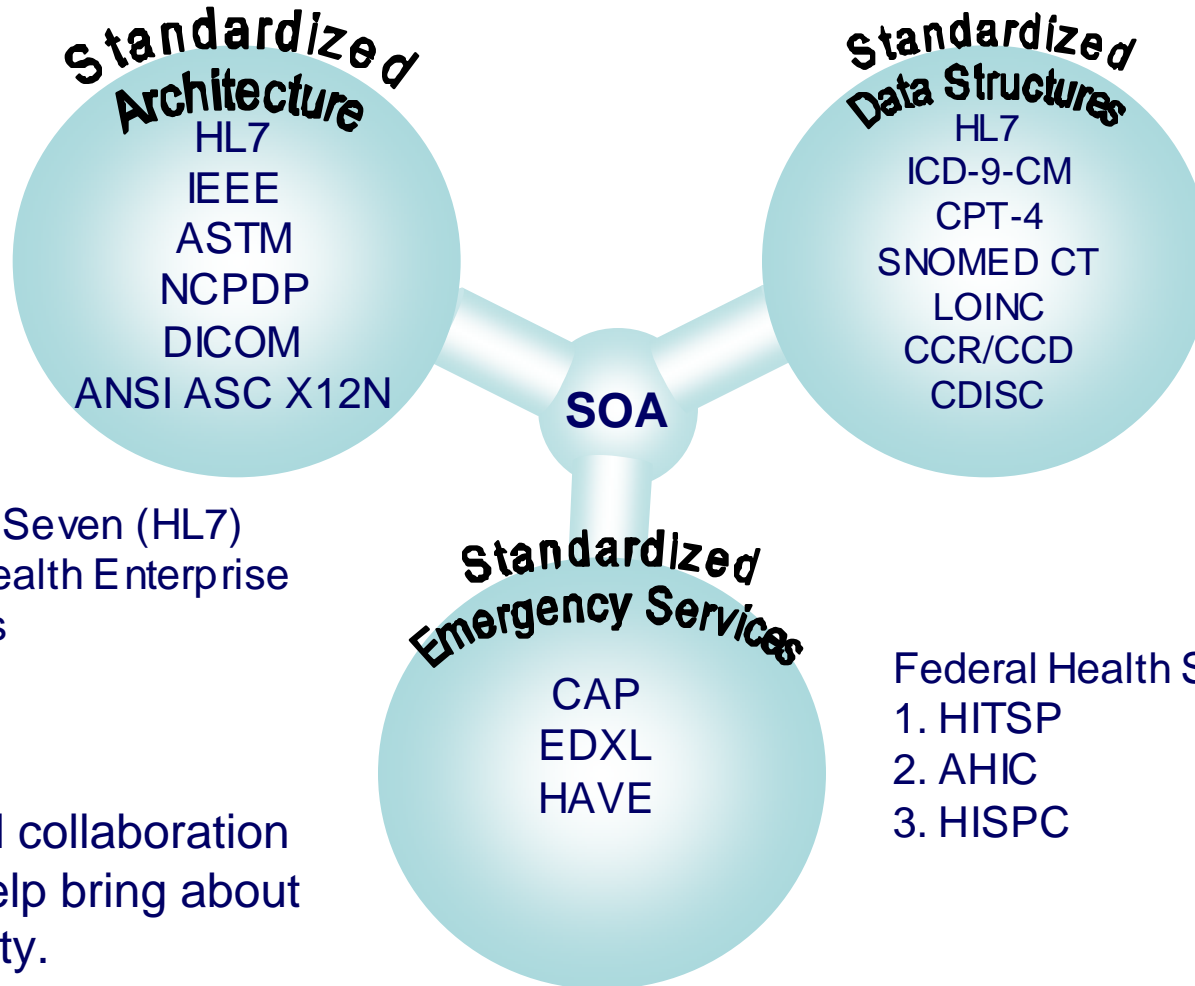 Standardized
Architecture
HL7
IEEE
ASTM
NCPDP
DICOM
ANSI ASC X12N
Standardized
Data Structures
HL7
ICD-9-CM
CPT-4
SNOMED CT
LOINC
CCR/CCD
CDISC
SOA
Seven (HL7)
ealth Enterprise
s
Standardized
Emergency Services
CAP
EDXL
HAVE
Federal Health S
1. HITSP
2. AHIC
3. HISPC
l collaboration
elp bring about
ty.